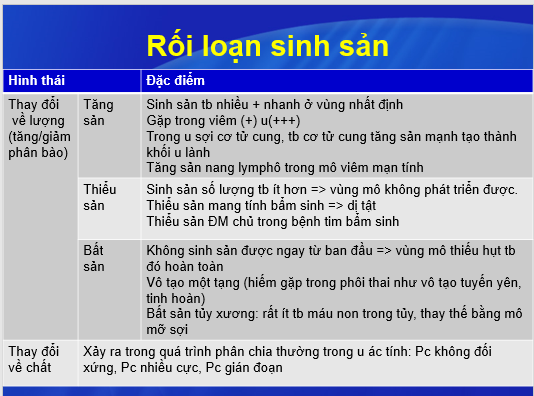 Rối loạn sinh sản
Hình thái Đặc điểm
Thay đổi về lượng (tăng/giảm phân bào)
Tăng sản
Sinh sản tb nhiều + nhanh ở vùng nhất định
Gặp trong viêm (+) u(+++)
Trong u sợi cơ tử cung, tb cơ tử cung tăng sản mạnh tạo thành
khối u lành
Tăng sản nang lymphô trong mô viêm mạn tính
Thiểu sản
Sinh sản số lượng tb ít hơn => vùng mô không phát triển được.
Thiểu sản mang tính bẩm sinh => dị tật
Thiểu sản ĐM chủ trong bệnh tim bẩm sinh
Bất sản
Không sinh sản được ngay từ ban đầu => vùng mô thiếu hụt tb
đó hoàn toàn
Vô tạo một tạng (hiếm gặp trong phôi thai như vô tạo tuyến yên,
tinh hoàn)
Bất sản tủy xương: rất ít tb máu non trong tủy, thay thế bằng mô
mỡ sợi
Thay đổi về chất
Xảy ra trong quá trình phân chia thường trong u ác tính: Pc không đối
xứng, Pc nhiều cực, Pc gián đoạn